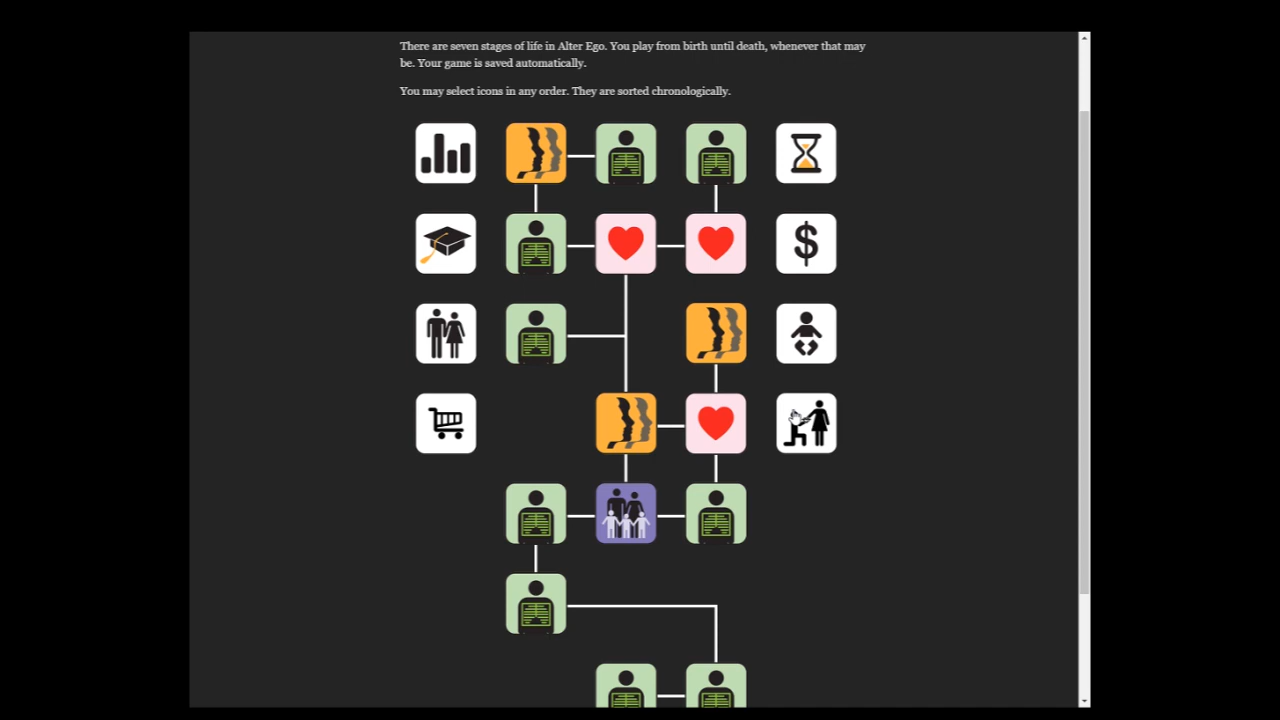 There are seven stages of life in Alter Ego. You play from birth until death, whenever that may
be. Your game is saved automatically.
You may select icons in any order. They are sorted chronologically.
$